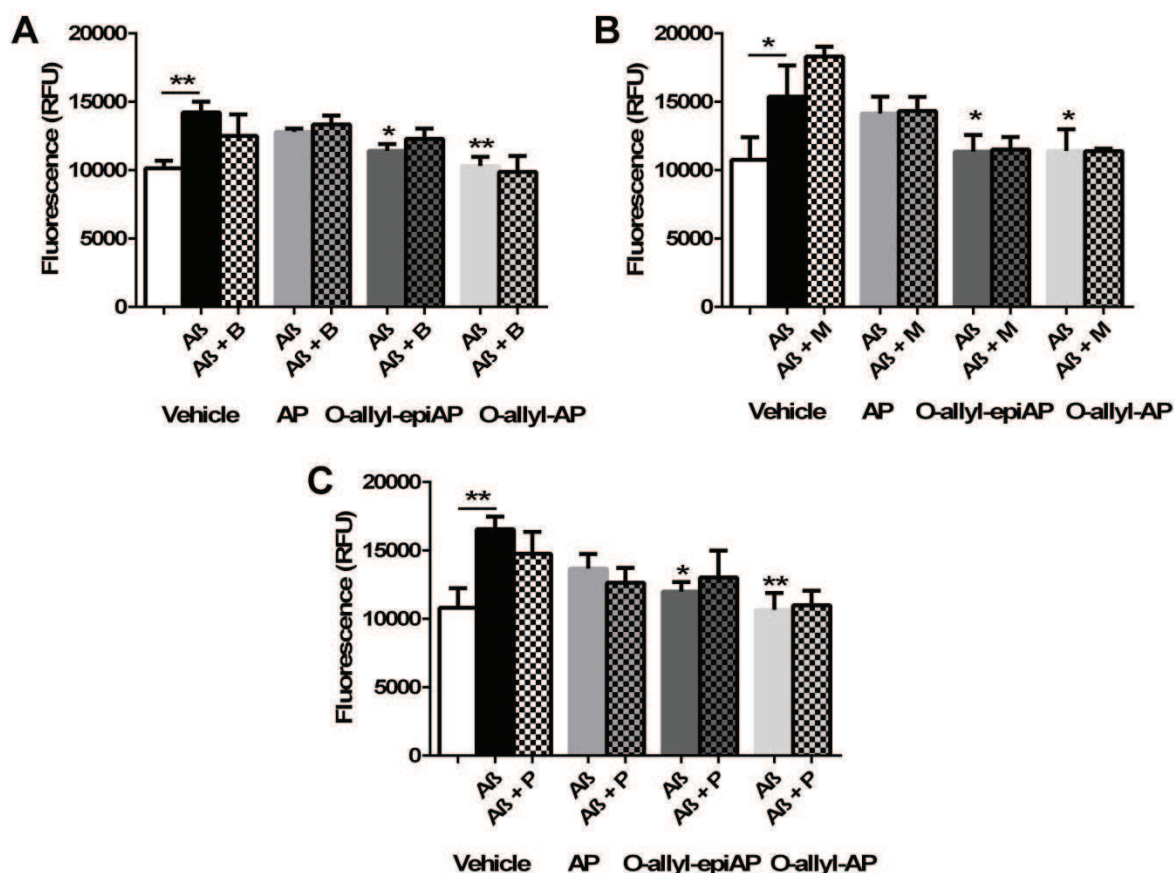 A
Fluorescence (RFU)
20000
15000
10000
5000
0
**
*
**
Aß
Aß + B
Aß
Aß + B
Aß
Aß + B
Aß
Aß + B
Vehicle AP O-allyl-epiAP O-allyl-AP
B
Fluorescence (RFU)
20000
15000
10000
5000
0
*
*
*
Aß
Aß + M
Aß
Aß + M
Aß
Aß + M
Aß
Aß + M
Vehicle AP O-allyl-epiAP O-allyl-AP
C
Fluorescence (RFU)
20000
15000
10000
5000
0
**
*
**
Aß
Aß + P
Aß
Aß + P
Aß
Aß + P
Aß
Aß + P
Vehicle AP O-allyl-epiAP O-allyl-AP